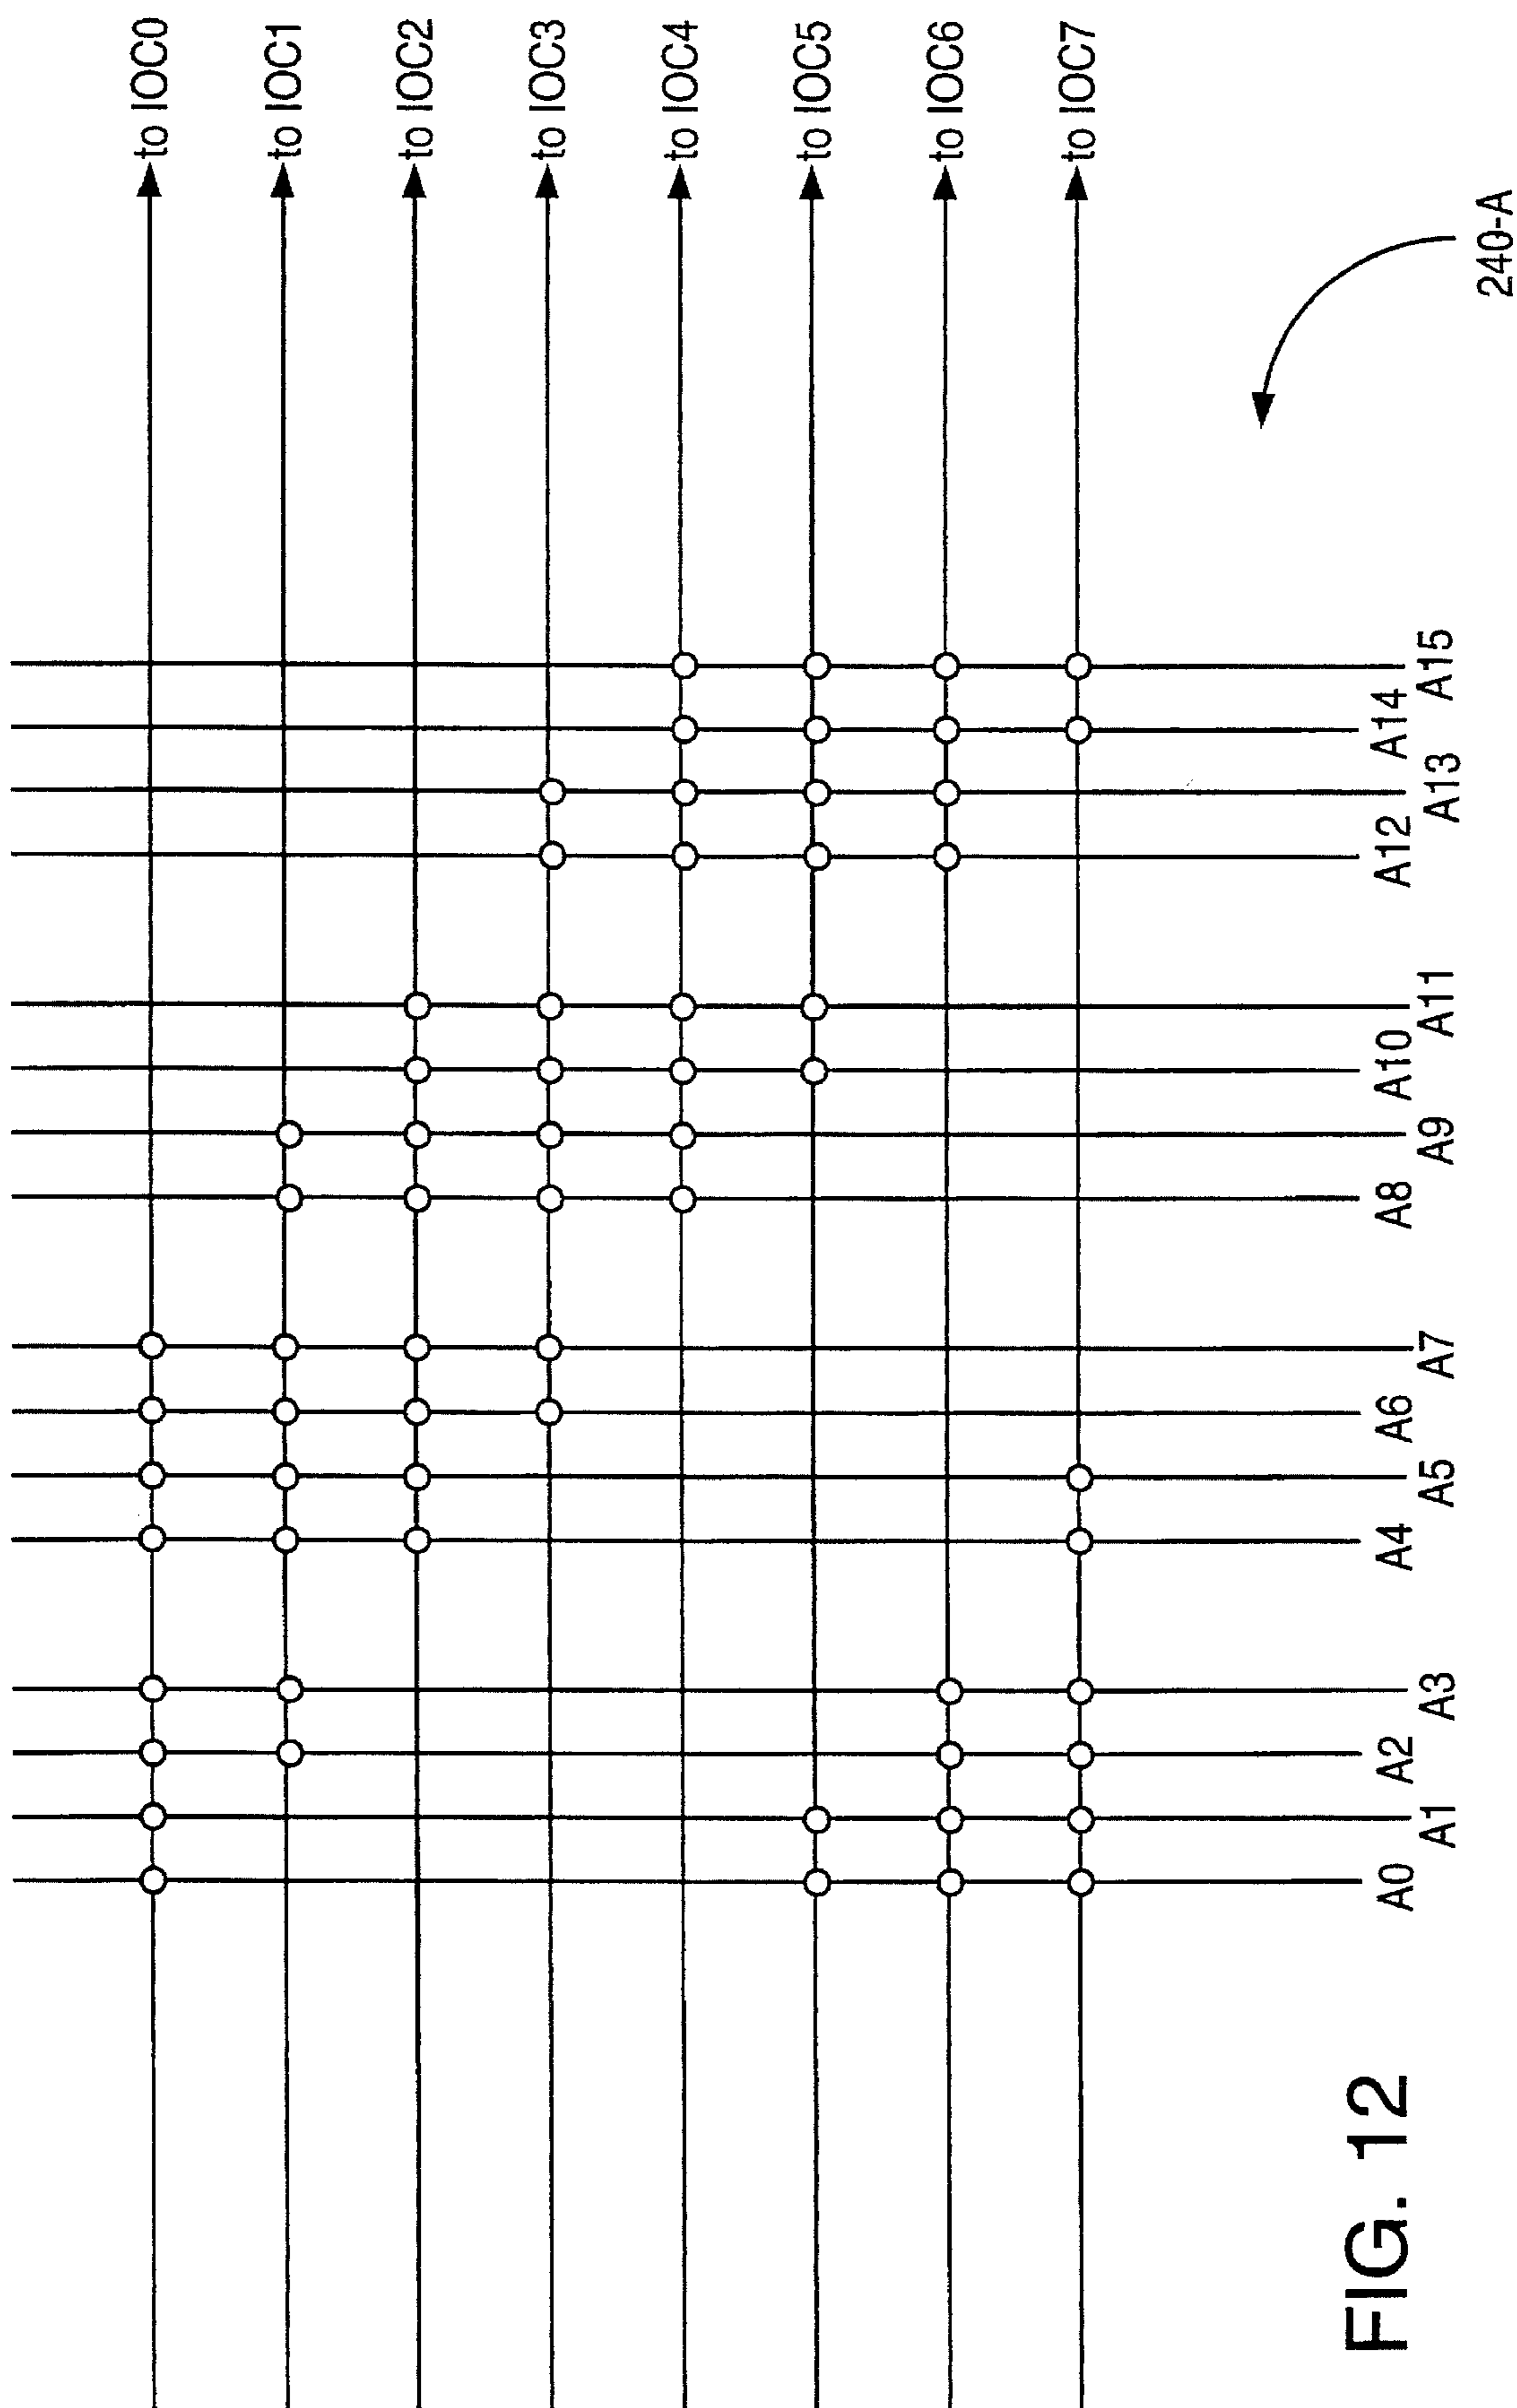 to IOC0
to IOC1
to IOC2
to IOC3
to IOC4
to IOC5
to IOC6
to IOC7
240-A
A0
A1
A2
A3
A4
A5
A6
A7
A8
A9
A10
A11
A12
A13
A14
A15
FIG. 12